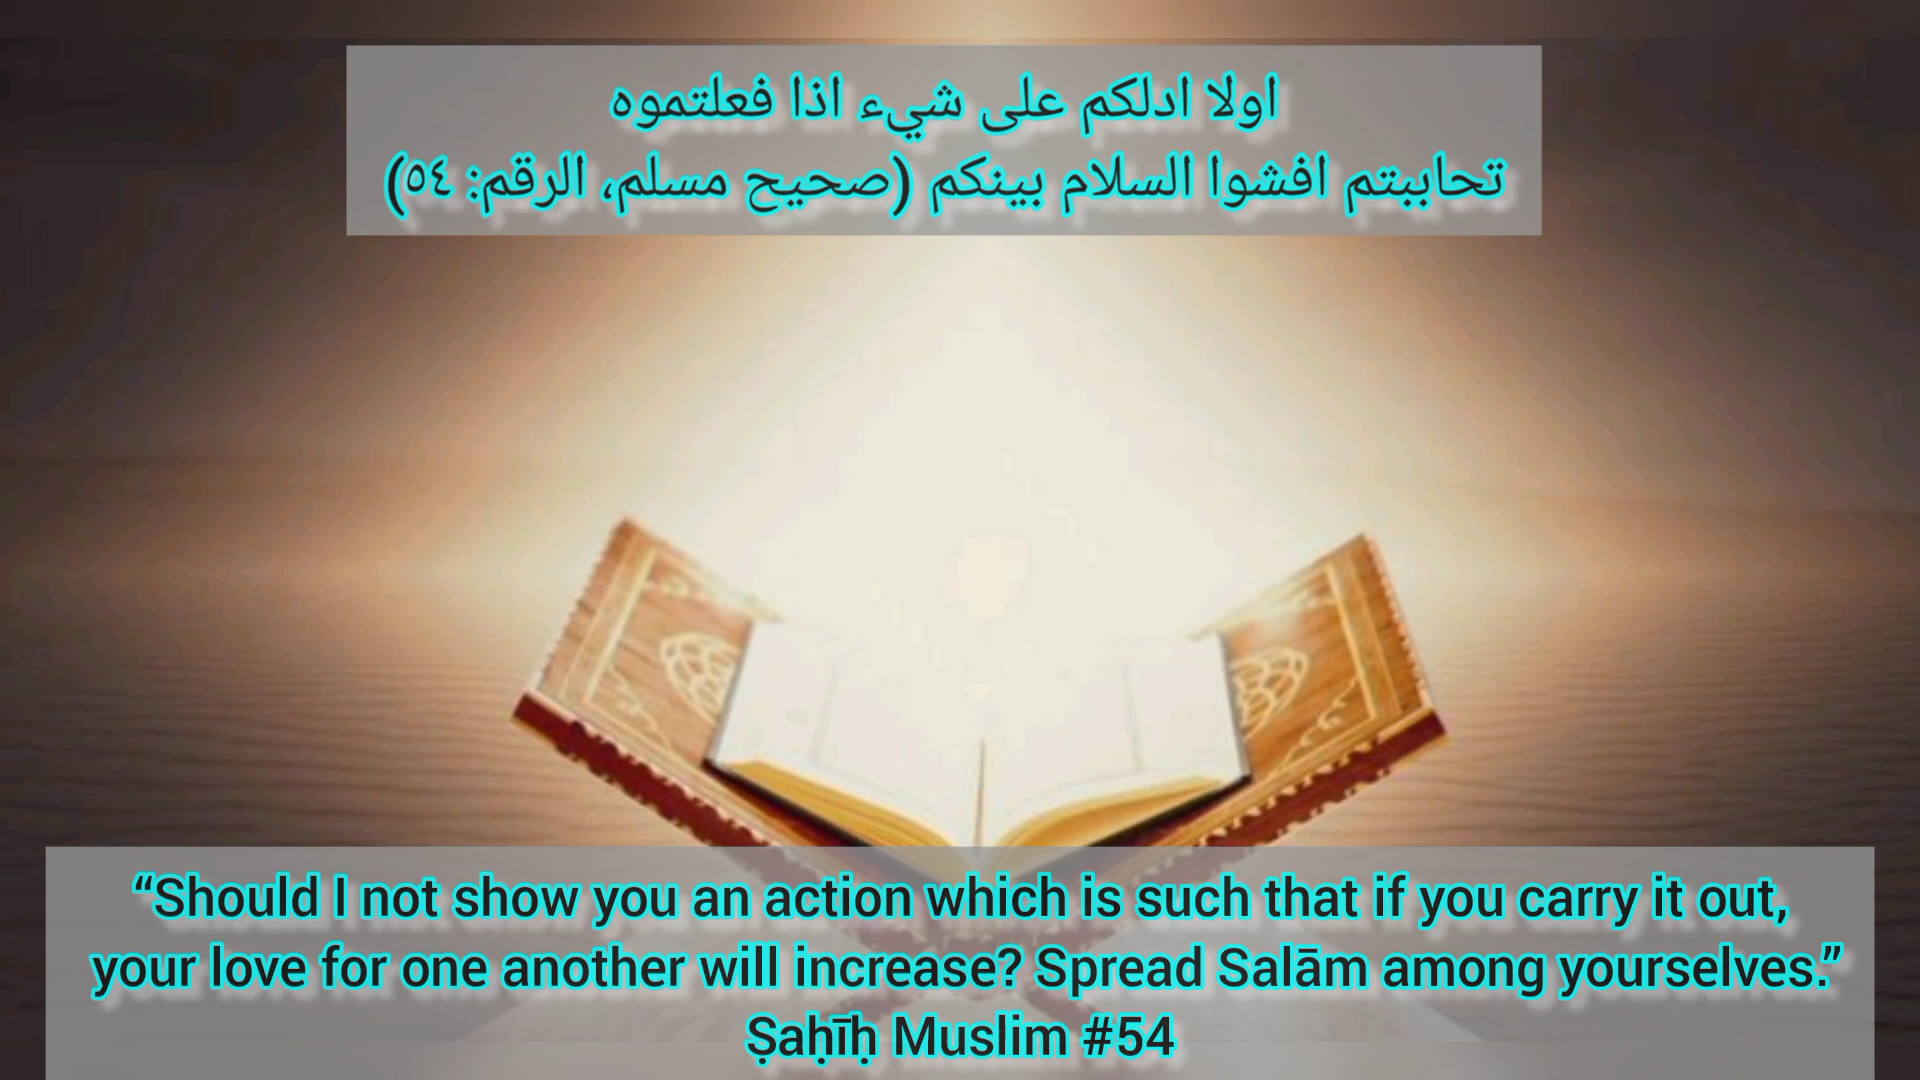 اولا ادلكم على شيء اذا فعلتموه
تحاببتم افشوا السلام بينكم (صحيح مسلم، الرقم: ٥٤)
“Should I not show you an action which is such that if you carry it out,
your love for one another will increase? Spread Salām among yourselves.”
Ṣaḥīḥ Muslim #54